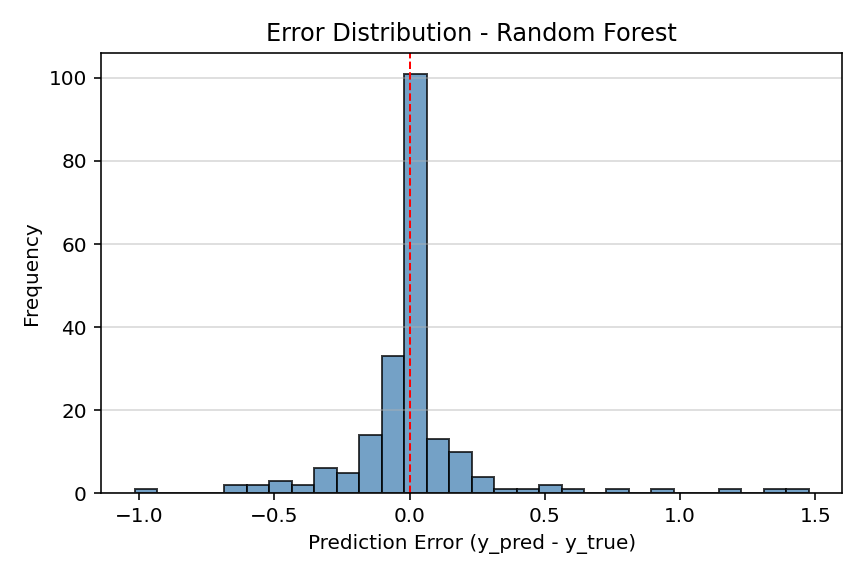 Error Distribution - Random Forest
Frequency
100
80
60
40
20
0
−1.0 −0.5 0.0 0.5 1.0 1.5
Prediction Error (y_pred - y_true)